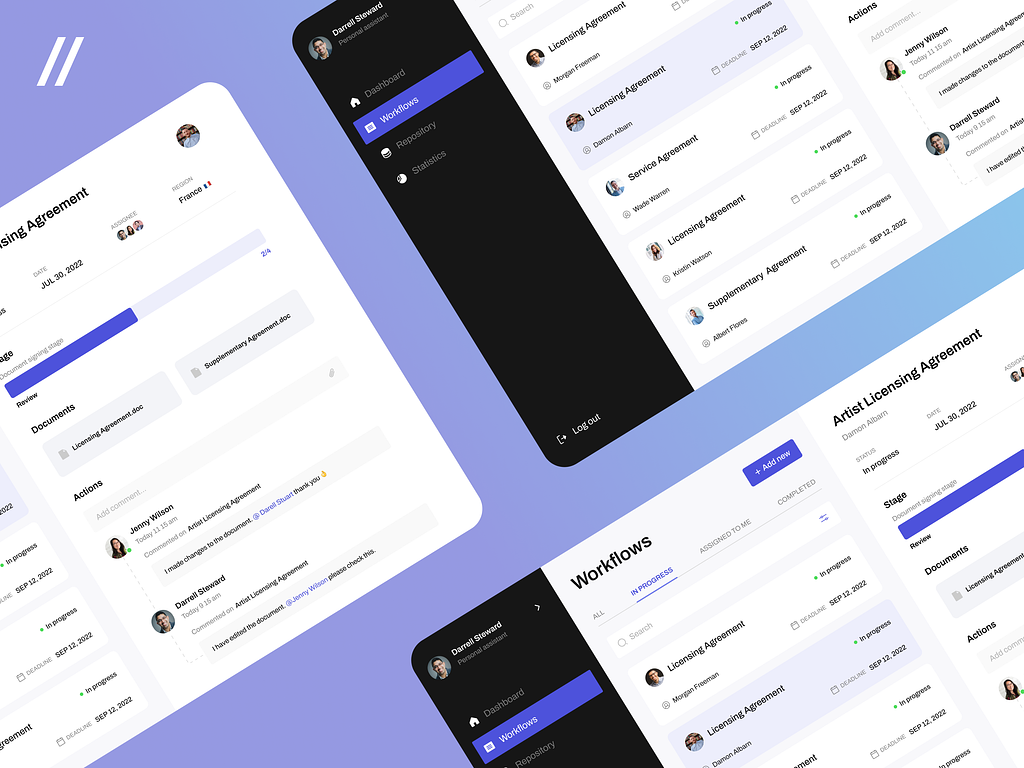 Licensing Agreement
DATE
JUL 30, 2022
ASSIGNEE
REGION
France
Document signing stage
2/4
Review
Documents
Licensing Agreement.doc
Supplementary Agreement.doc
Actions
Add comment...
Jenny Wilson
Today 11 15 am
Commented on Artist Licensing Agreement
I made changes to the document. @ Darell Stuart thank you 👌
Darrell Steward
Today 9 15 am
Commented on Artist Licensing Agreement
I have edited the document. @Jenny Wilson please check this.
In progress
SEP 12, 2022
In progress
DEADLINE SEP 12, 2022
In progress
DEADLINE SEP 12, 2022
Darrell Steward
Personal assistant
Dashboard
Workflows
Repository
Statistics
Log out
Search
Licensing Agreement
Morgan Freeman
In progress
DEADLINE SEP 12, 2022
Licensing Agreement
Damon Albarn
In progress
DEADLINE SEP 12, 2022
Service Agreement
Wade Warren
In progress
DEADLINE SEP 12, 2022
Licensing Agreement
Kristin Watson
In progress
DEADLINE SEP 12, 2022
Supplementary Agreement
Albert Flores
Actions
Add comment...
Jenny Wilson
Today 11 15 am
Commented on Artist Licensing Agreement
I made changes to the document.
Darrell Steward
Today 9 15 am
Commented on Artist
I have edited the
Darrell Steward
Personal assistant
Dashboard
Workflows
Repository
Workflows
+ Add new
ALL
IN PROGRESS
ASSIGNED TO ME
COMPLETED
Search
Licensing Agreement
Morgan Freeman
In progress
DEADLINE SEP 12, 2022
Licensing Agreement
Damon Albarn
In progress
DEADLINE SEP 12, 2022
In progress
DEADLINE SEP 12, 2022
In progress
Artist Licensing Agreement
Damon Albarn
STATUS
In progress
DATE
JUL 30, 2022
Stage
Document signing stage
Review
Documents
Licensing Agreement
Actions
Add comment